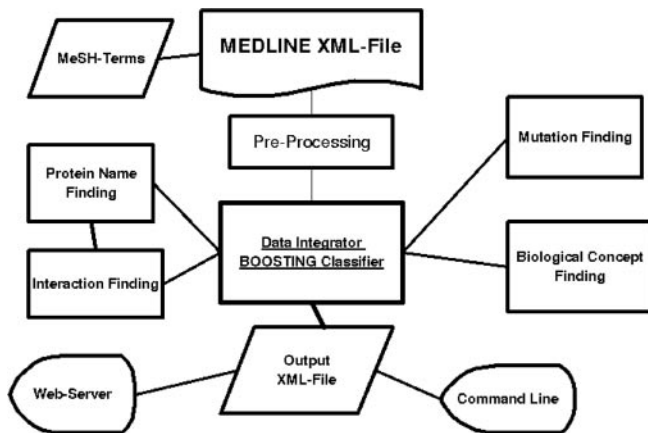 MEDLINE XML-File
MeSH-Terms
Pre-Processing
Mutation Finding
Protein Name
Finding
Data Integrator
BOOSTING Classifier
Interaction Finding
Biological Concept
Finding
Output
XML-File
Web-Server
Command Line